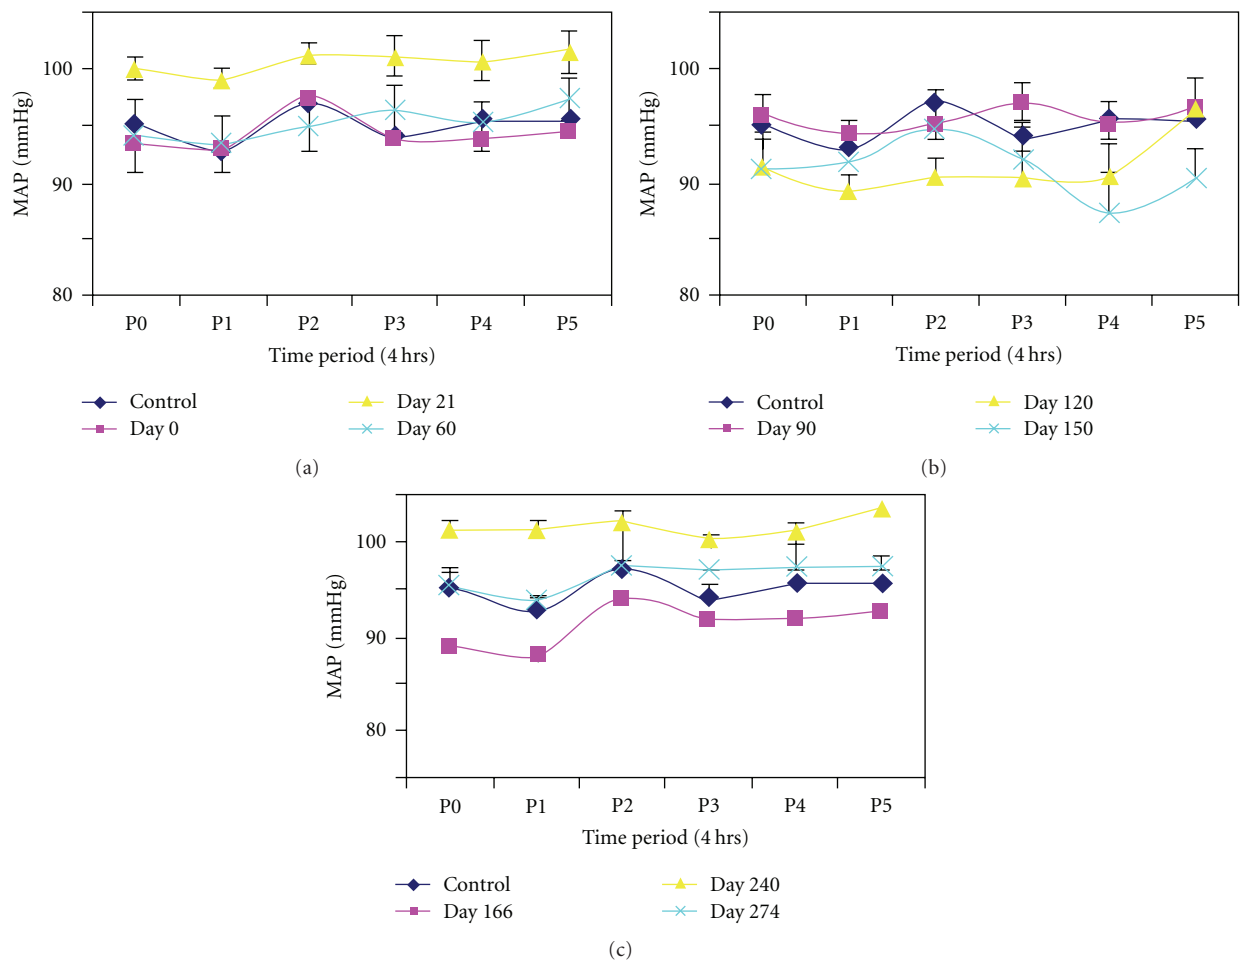 MAP (mmHg)
100
90
80
P0 P1 P2 P3 P4 P5
Time period (4 hrs)
Control
Day 0
Day 21
Day 60
(a)
MAP (mmHg)
100
90
80
P0 P1 P2 P3 P4 P5
Time period (4 hrs)
Control
Day 90
Day 120
Day 150
(b)
MAP (mmHg)
100
90
80
P0 P1 P2 P3 P4 P5
Time period (4 hrs)
Control
Day 166
Day 240
Day 274
(c)